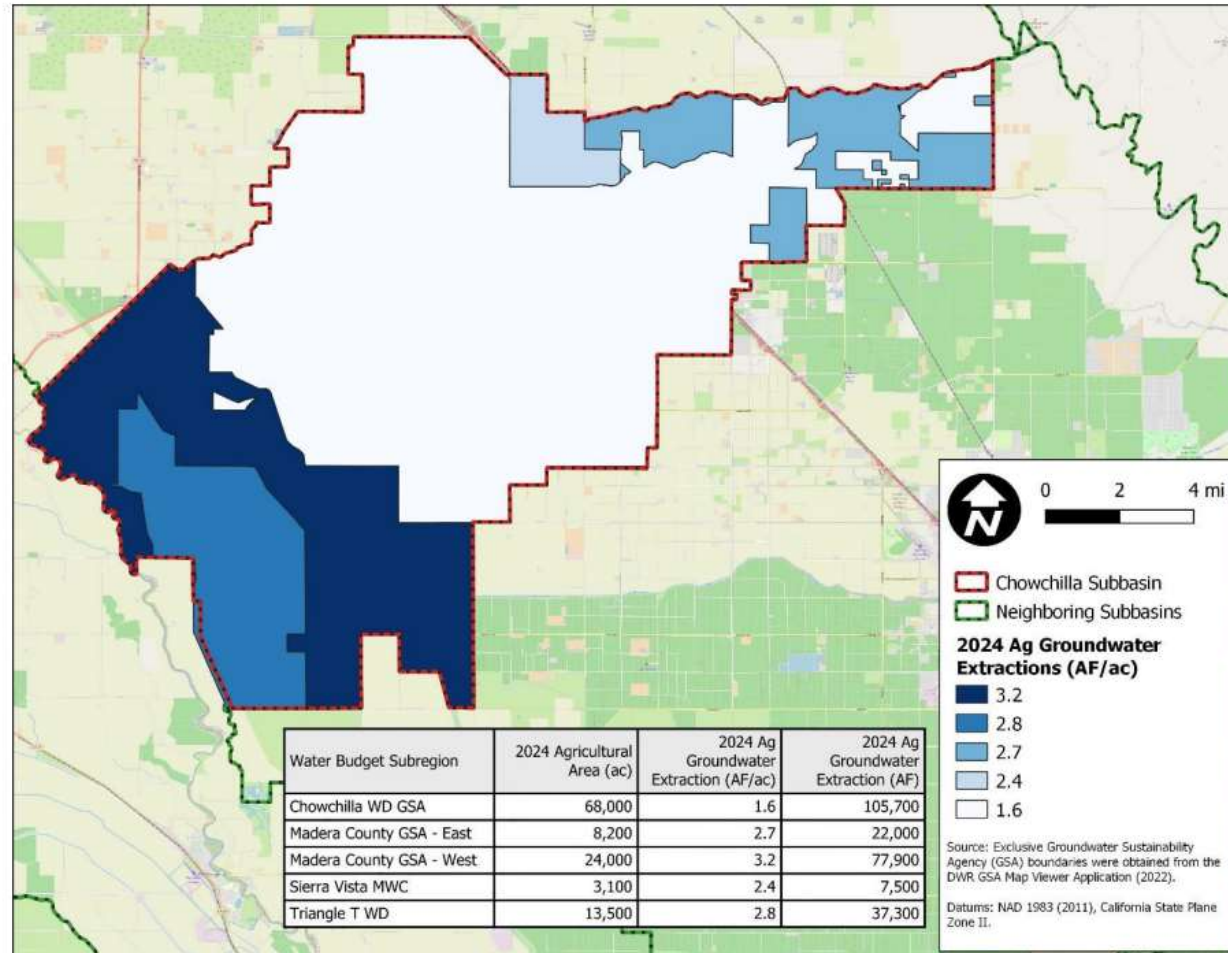 0 2 4 mi
N
Chowchilla Subbasin
Neighboring Subbasins
2024 Ag Groundwater
Extractions (AF/ac)
3.2
2.8
2.7
2.4
1.6
Source: Exclusive Groundwater Sustainability
Agency (GSA) boundaries were obtained from the
DWR GSA Map Viewer Application (2022).
Datums: NAD 1983 (2011), California State Plane
Zone II.
Water Budget Subregion 2024 Agricultural Area (ac) 2024 Ag Groundwater Extraction (AF/ac) 2024 Ag Groundwater Extraction (AF)
Chowchilla WD GSA 68,000 1.6 105,700
Madera County GSA - East 8,200 2.7 22,000
Madera County GSA - West 24,000 3.2 77,900
Sierra Vista MWC 3,100 2.4 7,500
Triangle T WD 13,500 2.8 37,300